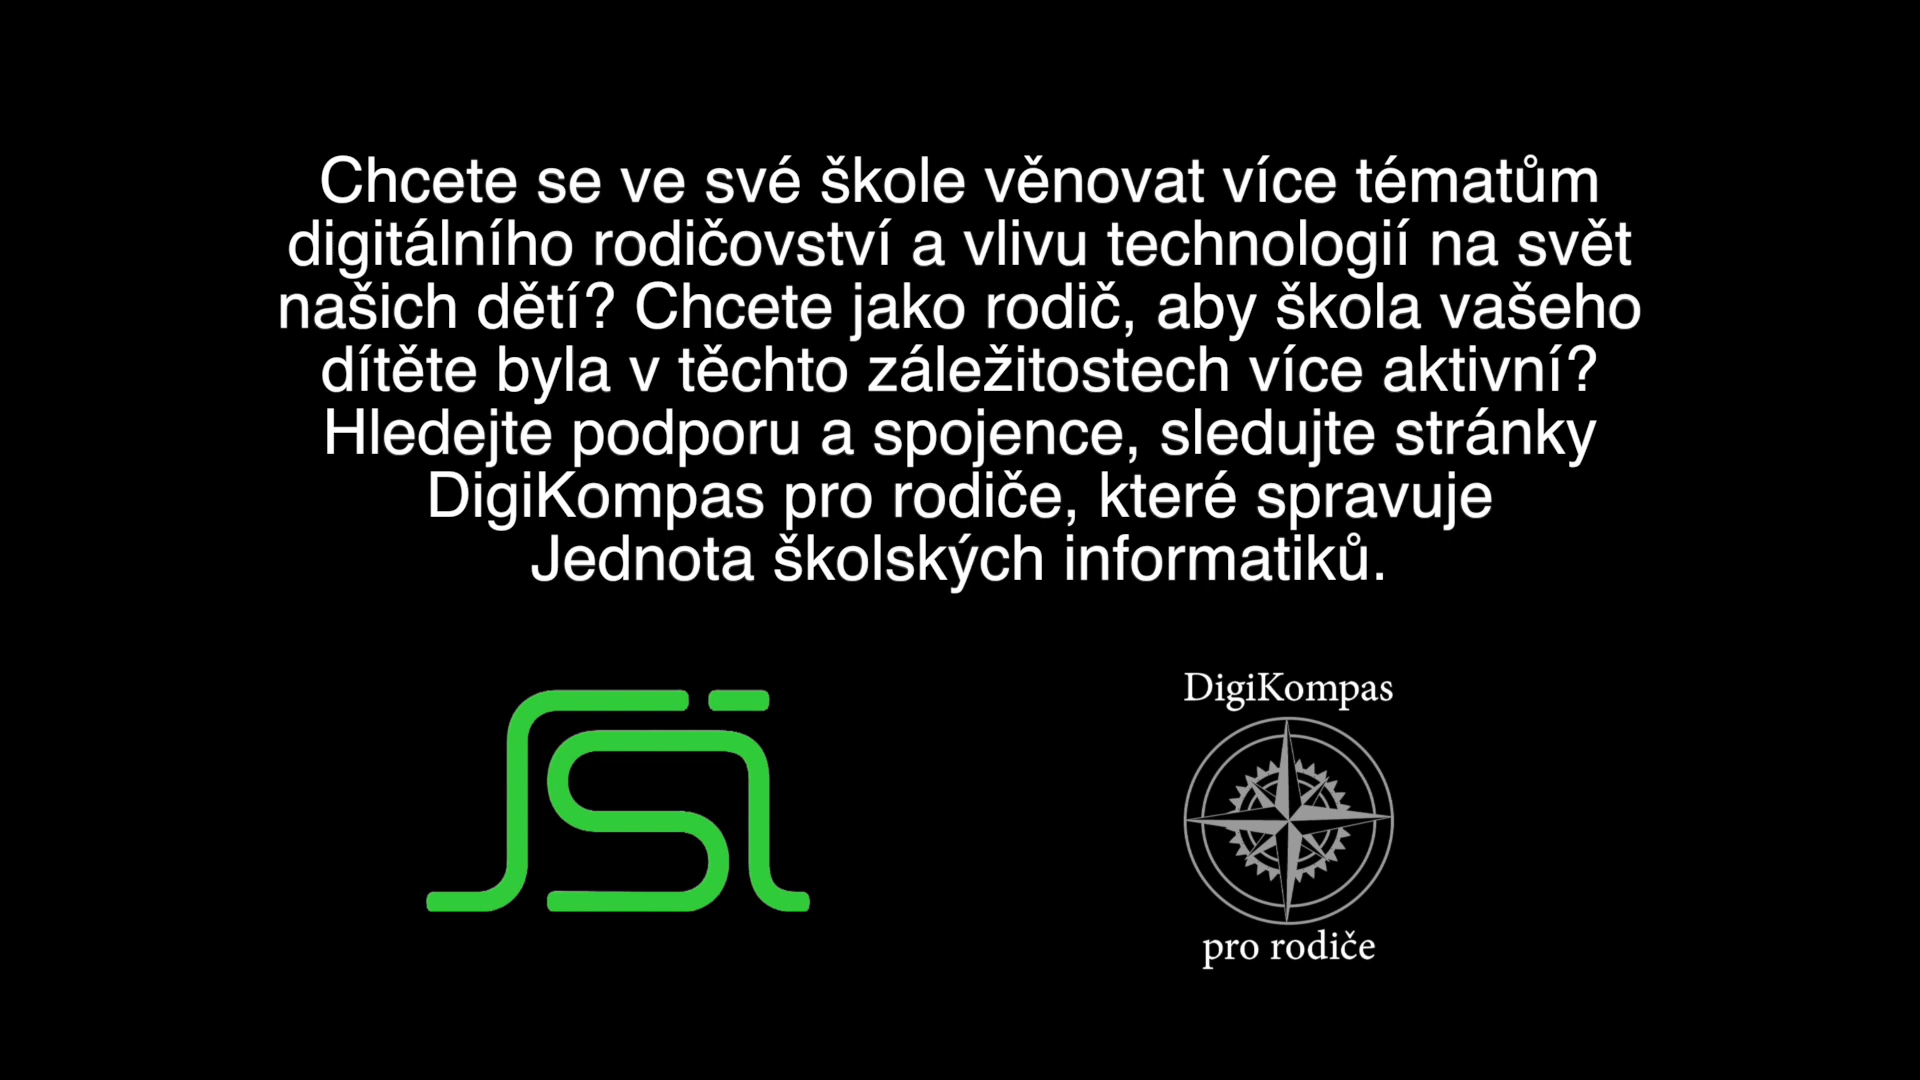 Chcete se ve své škole věnovat více tématům
digitálního rodičovství a vlivu technologií na svět
našich dětí? Chcete jako rodič, aby škola vašeho
dítěte byla v těchto záležitostech více aktivní?
Hledejte podporu a spojence, sledujte stránky
DigiKompas pro rodiče, které spravuje
Jednota školských informatiků.
JSI
DigiKompas
pro rodiče